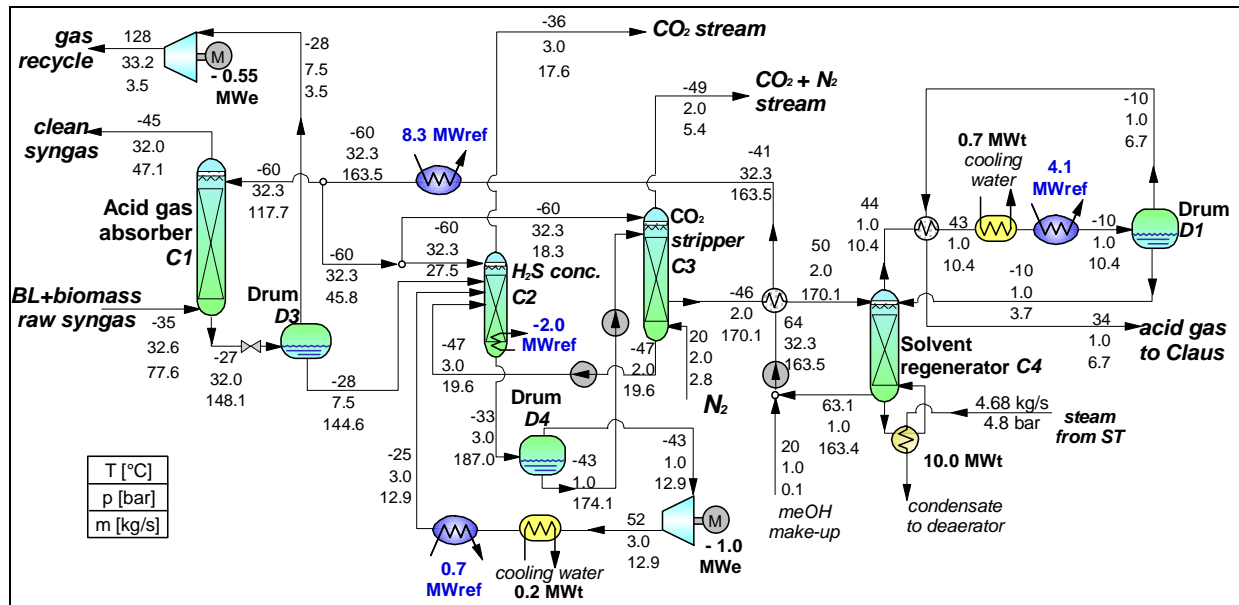 gas
recycle
128
33.2
3.5
M
- 0.55
MWe
-28
7.5
3.5
clean
syngas
-45
32.0
47.1
Acid gas
absorber
C1
-60
32.3
117.7
BL+biomass
raw syngas
-35
32.6
77.6
-27
32.0
148.1
Drum
D3
-28
7.5
144.6
-60
32.3
163.5
8.3 MWref
-60
32.3
45.8
-60
32.3
27.5
-60
32.3
18.3
-36
3.0
17.6
CO2 stream
-49
2.0
5.4
CO2 + N2
stream
H2S conc.
C2
-2.0
MWref
CO2
stripper
C3
-47
3.0
19.6
-47
2.0
19.6
20
2.0
2.8
N2
-33
3.0
187.0
Drum
D4
-43
1.0
174.1
-43
1.0
12.9
M
- 1.0
MWe
52
3.0
12.9
cooling water
0.2 MWt
0.7
MWref
-25
3.0
12.9
-41
32.3
163.5
-46
2.0
170.1
50
2.0
170.1
64
32.3
163.5
63.1
1.0
163.4
20
1.0
0.1
meOH
make-up
44
1.0
10.4
43
1.0
10.4
0.7 MWt
cooling
water
4.1
MWref
-10
1.0
10.4
-10
1.0
6.7
Drum
D1
-10
1.0
3.7
34
1.0
6.7
acid gas
to Claus
Solvent
regenerator C4
4.68 kg/s
4.8 bar
steam
from ST
10.0 MWt
condensate
to deaerator
T [°C]
p [bar]
m [kg/s]